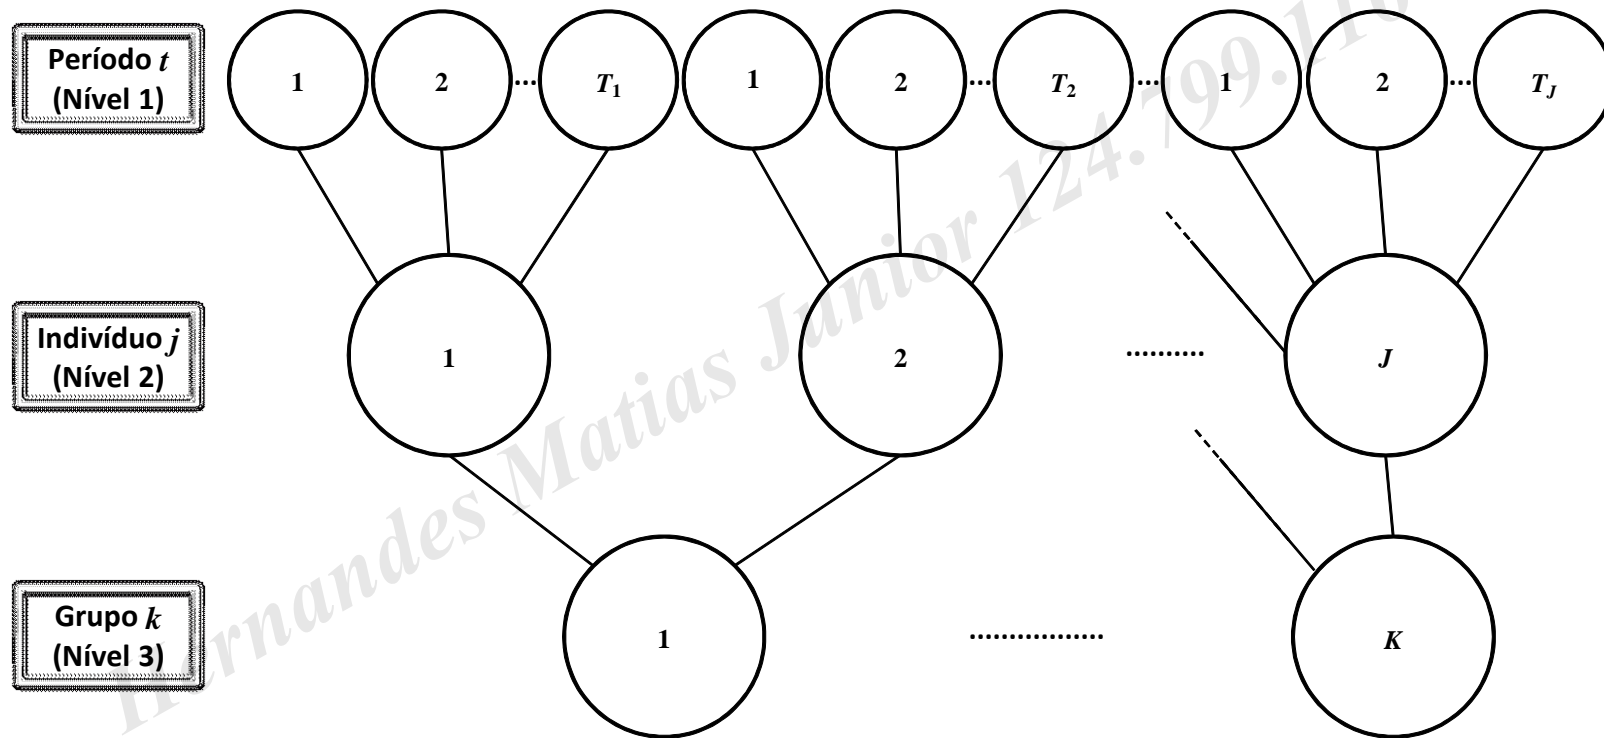 Período t
(Nível 1)
1 2 ... T1 1 2 ... T2 ... 1 2 ... TJ
Indivíduo j
(Nível 2)
1 2 .......... J
Grupo k
(Nível 3)
1 ................. K
Hernandes Matias Junior 124.799.110